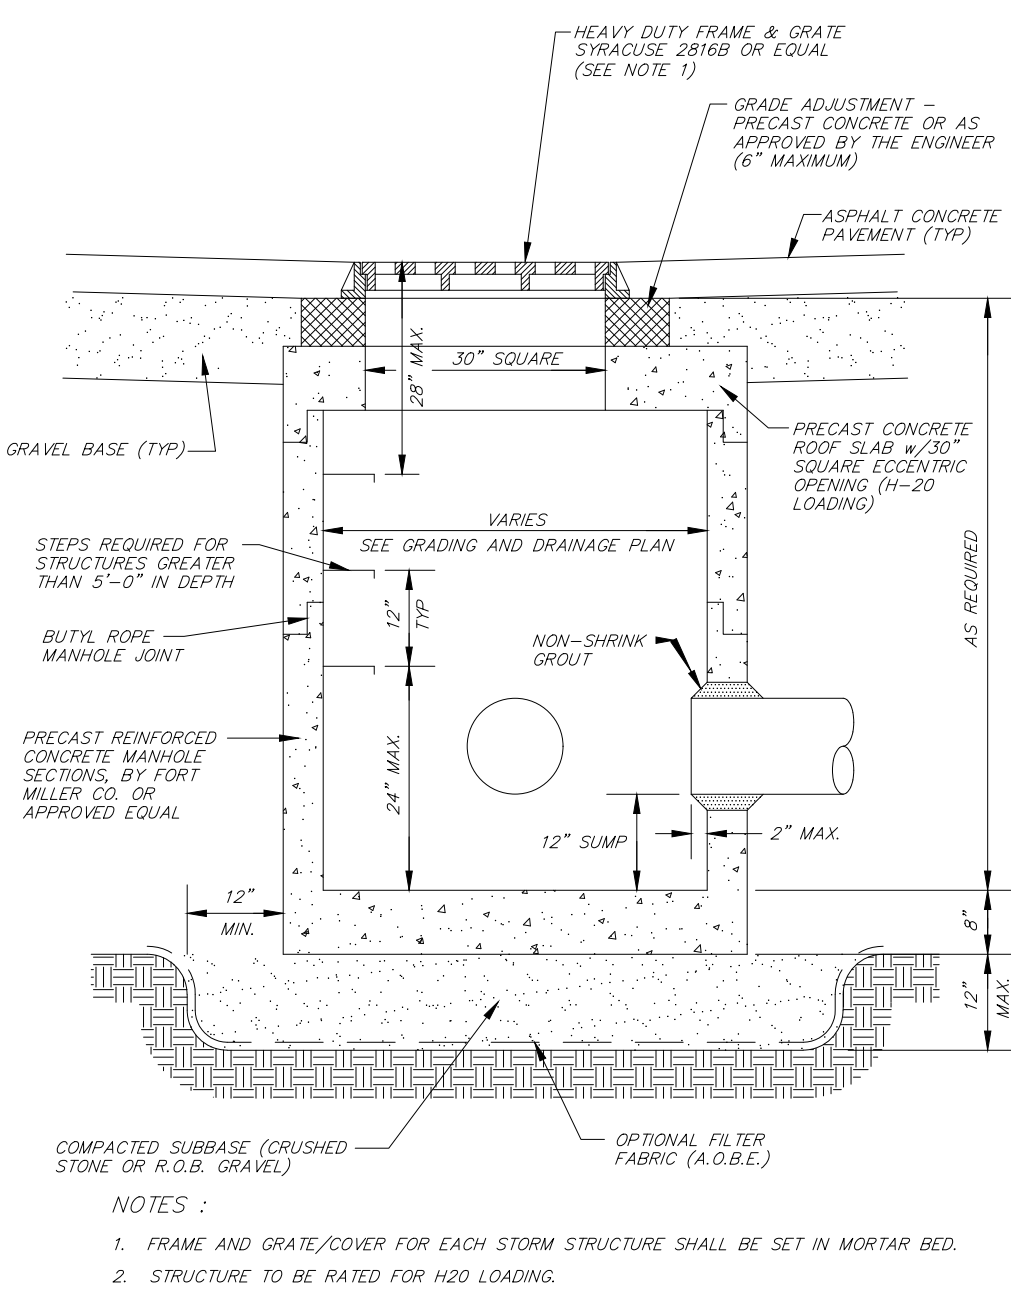 HEAVY DUTY FRAME & GRATE
SYRACUSE 2816B OR EQUAL
(SEE NOTE 1)
GRADE ADJUSTMENT –
PRECAST CONCRETE OR AS
APPROVED BY THE ENGINEER
(6" MAXIMUM)
ASPHALT CONCRETE
PAVEMENT (TYP)
28" MAX.
30" SQUARE
GRAVEL BASE (TYP)
PRECAST CONCRETE
ROOF SLAB w/30"
SQUARE ECCENTRIC
OPENING (H–20
LOADING)
VARIES
SEE GRADING AND DRAINAGE PLAN
STEPS REQUIRED FOR
STRUCTURES GREATER
THAN 5'–0" IN DEPTH
12"
TYP
AS REQUIRED
BUTYL ROPE
MANHOLE JOINT
NON–SHRINK
GROUT
PRECAST REINFORCED
CONCRETE MANHOLE
SECTIONS, BY FORT
MILLER CO. OR
APPROVED EQUAL
24" MAX.
12" SUMP
2" MAX.
12"
MIN.
8"
12"
MAX.
COMPACTED SUBBASE (CRUSHED
STONE OR R.O.B. GRAVEL)
OPTIONAL FILTER
FABRIC (A.O.B.E.)
NOTES :
1. FRAME AND GRATE/COVER FOR EACH STORM STRUCTURE SHALL BE SET IN MORTAR BED.
2. STRUCTURE TO BE RATED FOR H20 LOADING.